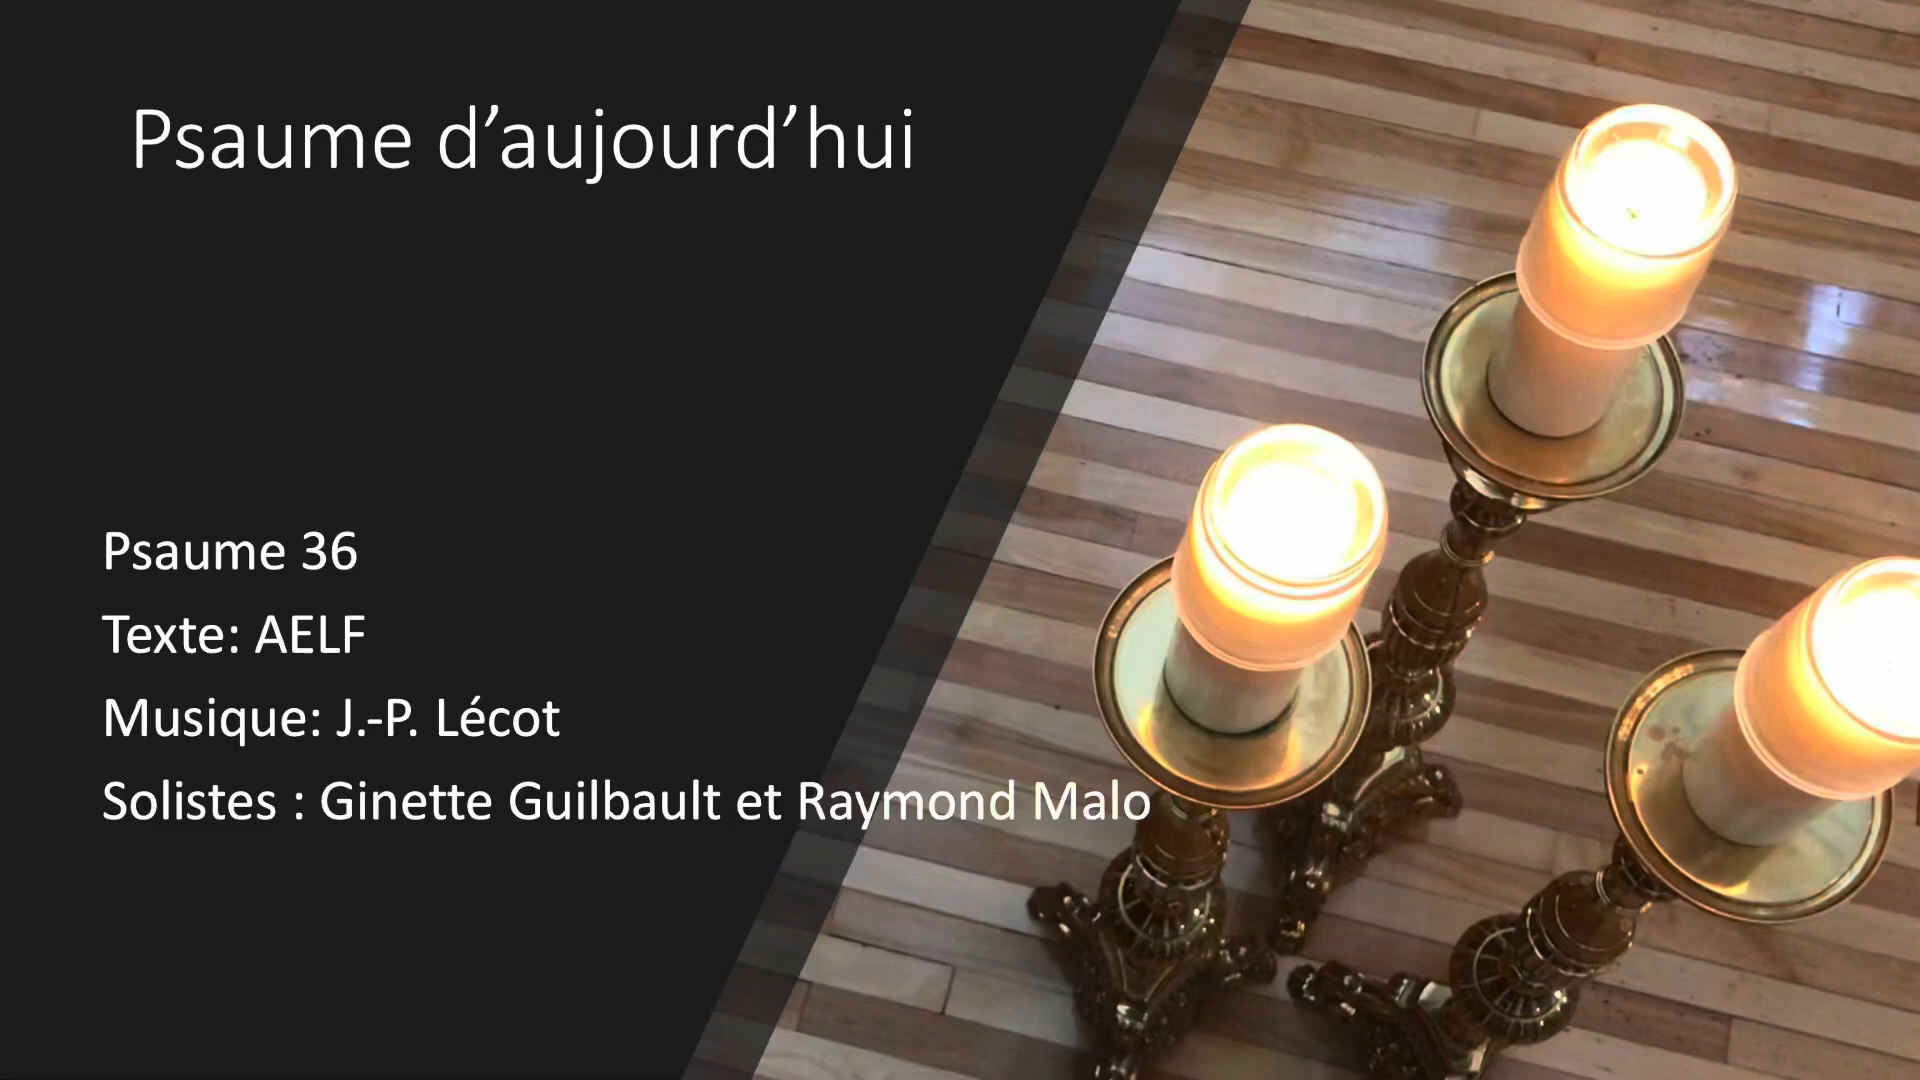 Psaume d’aujourd’hui
Psaume 36
Texte: AELF
Musique: J.-P. Lécot
Solistes : Ginette Guilbault et Raymond Malo